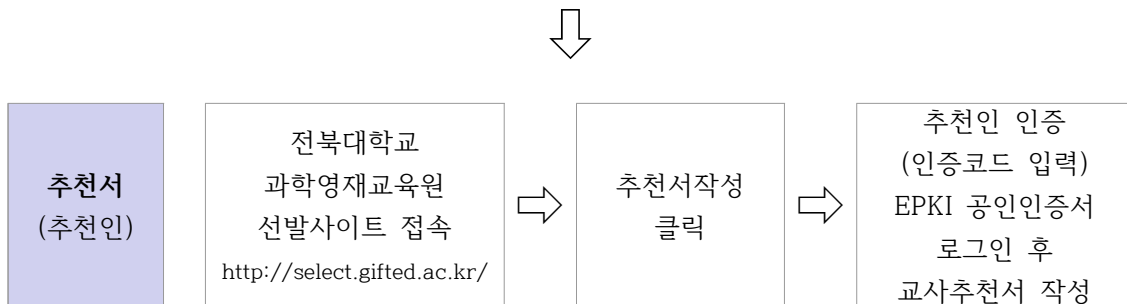 추천서
(추천인)
전북대학교
과학영재교육원
선발사이트 접속
http://select.gifted.ac.kr/
추천서작성
클릭
추천인 인증
(인증코드 입력)
EPKI 공인인증서
로그인 후
교사추천서 작성